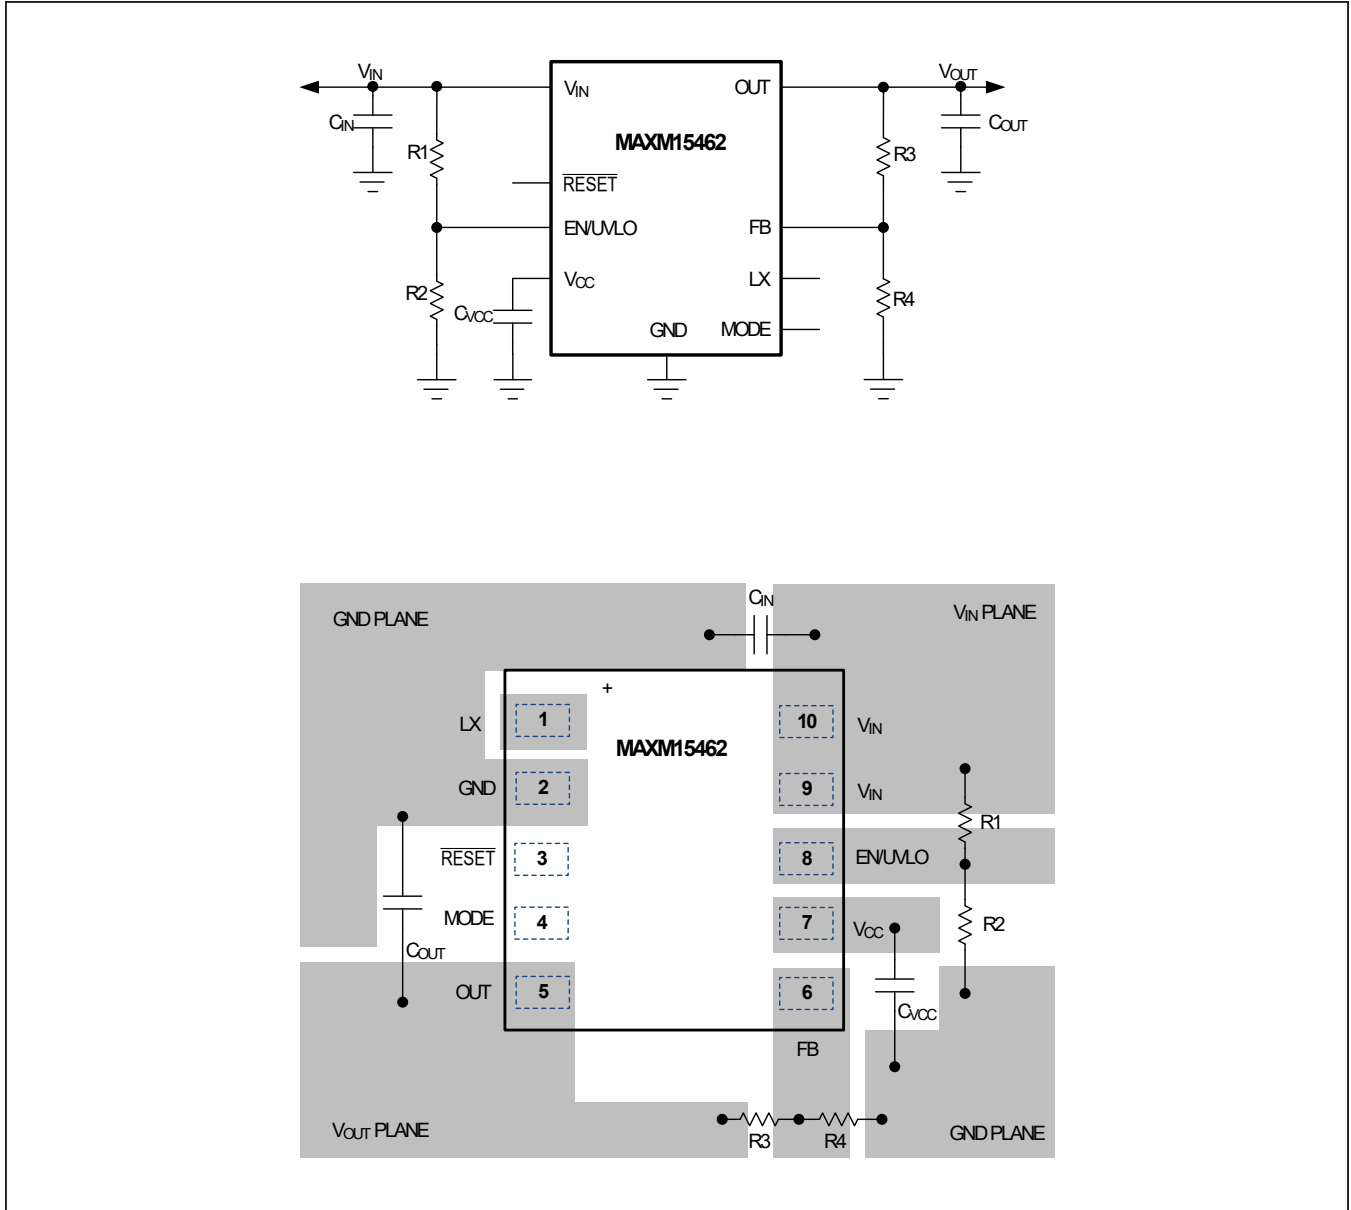 VIN
VOUT
CIN
COUT
R1
R2
R3
R4
CVCC
VIN
OUT
MAXM15462
RESET
EN/UVLO
FB
VCC
LX
GND
MODE
GND PLANE
CIN
VIN PLANE
+
LX
1
10
VIN
MAXM15462
GND
2
9
VIN
R1
RESET
3
8
EN/UVLO
MODE
4
7
VCC
R2
COUT
OUT
5
6
CVCC
FB
VOUT PLANE
R3
R4
GND PLANE